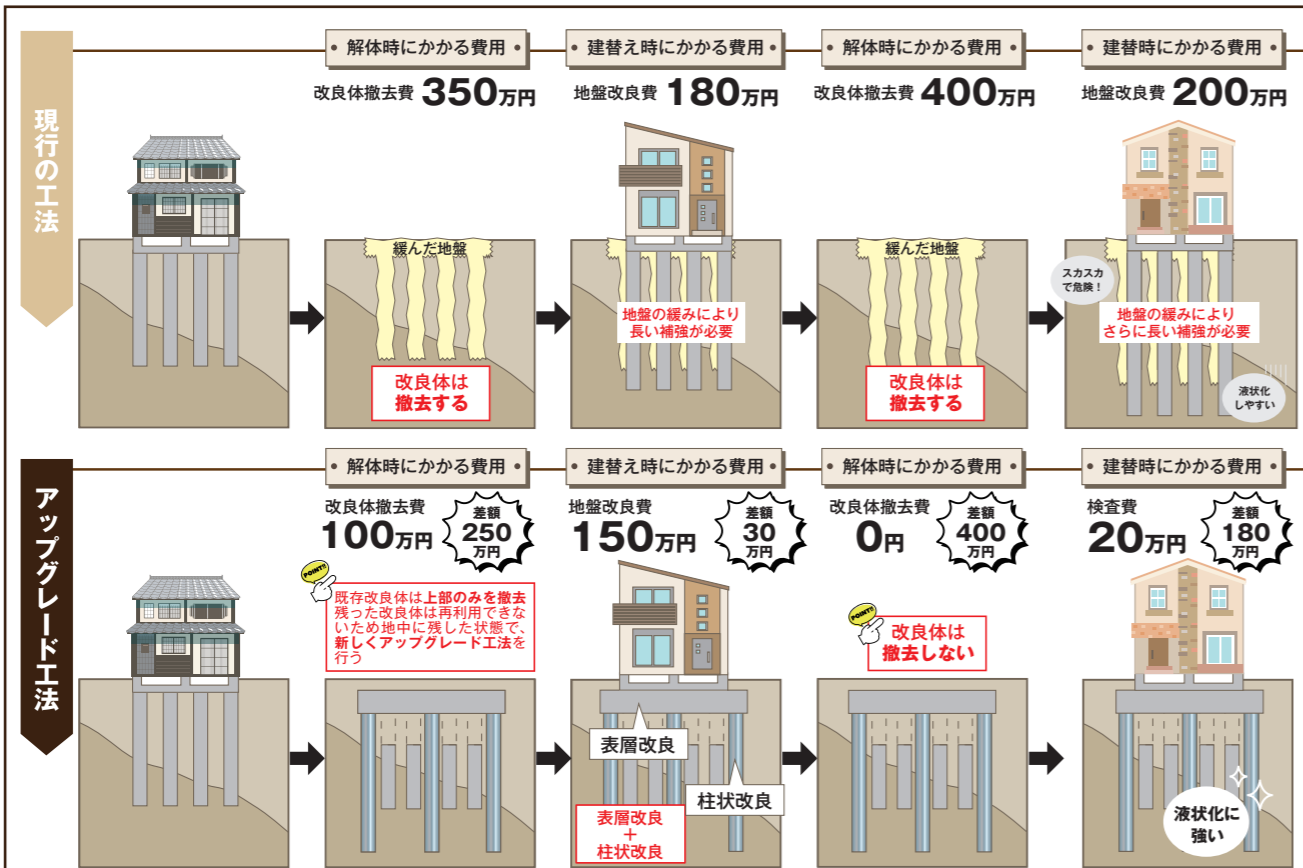 現行の工法
解体時にかかる費用
改良体撤去費 350万円
建替え時にかかる費用
地盤改良費 180万円
解体時にかかる費用
改良体撤去費 400万円
建替時にかかる費用
地盤改良費 200万円
緩んだ地盤
改良体は
撤去する
地盤の緩みにより
長い補強が必要
緩んだ地盤
改良体は
撤去する
スカスカ
で危険！
地盤の緩みにより
さらに長い補強が必要
液状化
しやすい
アップグレード工法
解体時にかかる費用
改良体撤去費
100万円
差額
250
万円
建替え時にかかる費用
地盤改良費
150万円
差額
30
万円
解体時にかかる費用
改良体撤去費
0円
差額
400
万円
建替時にかかる費用
検査費
20万円
差額
180
万円
POINT!!
既存改良体は上部のみを撤去
残った改良体は再利用できな
いため地中に残した状態で、
新しくアップグレード工法を
行う
表層改良
柱状改良
表層改良
＋
柱状改良
POINT!!
改良体は
撤去しない
液状化に
強い